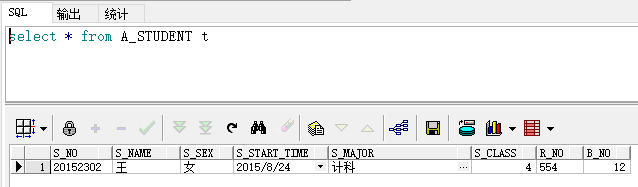 SQL 输出 统计
select * from A_STUDENT t
S_NO S_NAME S_SEX S_START_TIME S_MAJOR S_CLASS R_NO B_NO
1 20152302 王 女 2015/8/24 计科 ... 4 554 12